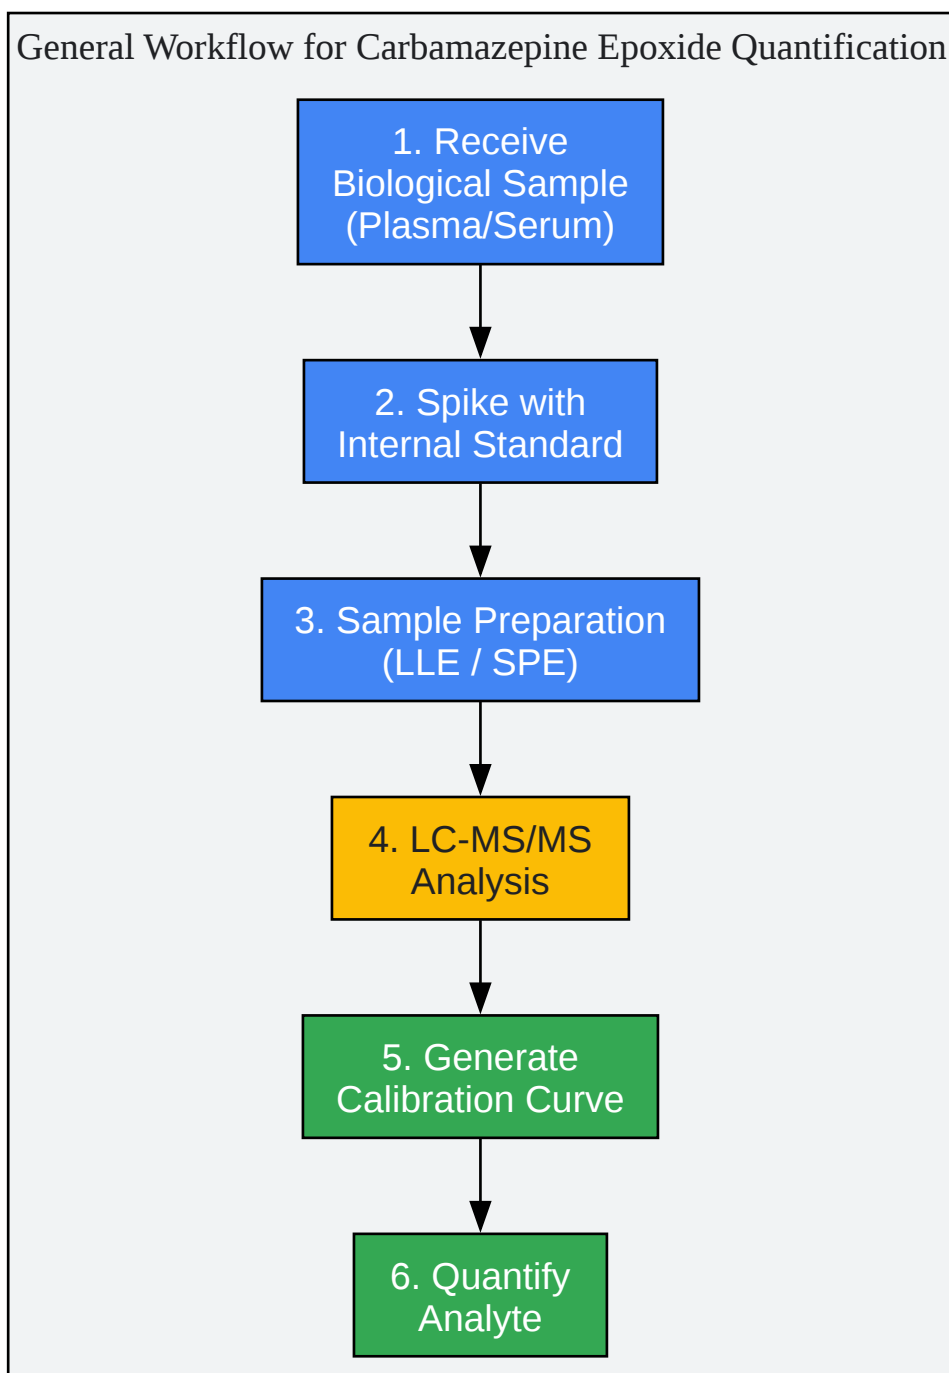 General Workflow for Carbamazepine Epoxide Quantification
1. Receive
Biological Sample
(Plasma/Serum)
2. Spike with
Internal Standard
3. Sample Preparation
(LLE / SPE)
4. LC-MS/MS
Analysis
5. Generate
Calibration Curve
6. Quantify
Analyte